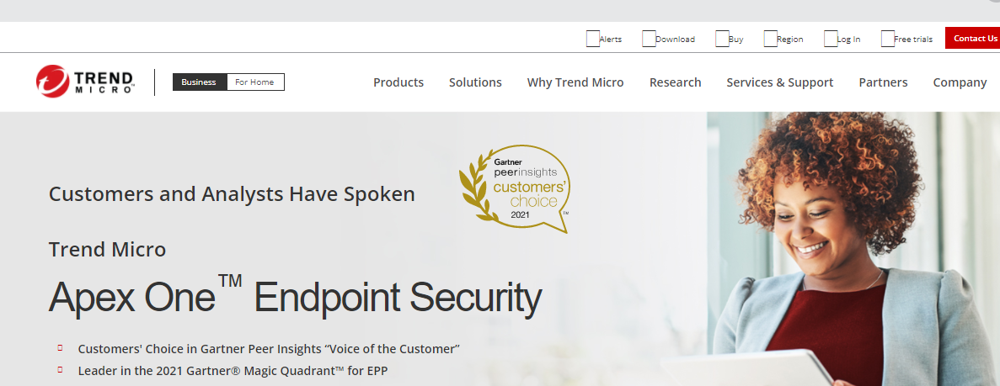 Alerts Download Buy Region Log In Free trials Contact Us
TREND
MICRO™
Business For Home
Products Solutions Why Trend Micro Research Services & Support Partners Company
Gartner
peerinsights
customers'
choice
2021
™
Customers and Analysts Have Spoken
Trend Micro
Apex One™ Endpoint Security
Customers' Choice in Gartner Peer Insights “Voice of the Customer”
Leader in the 2021 Gartner® Magic Quadrant™ for EPP